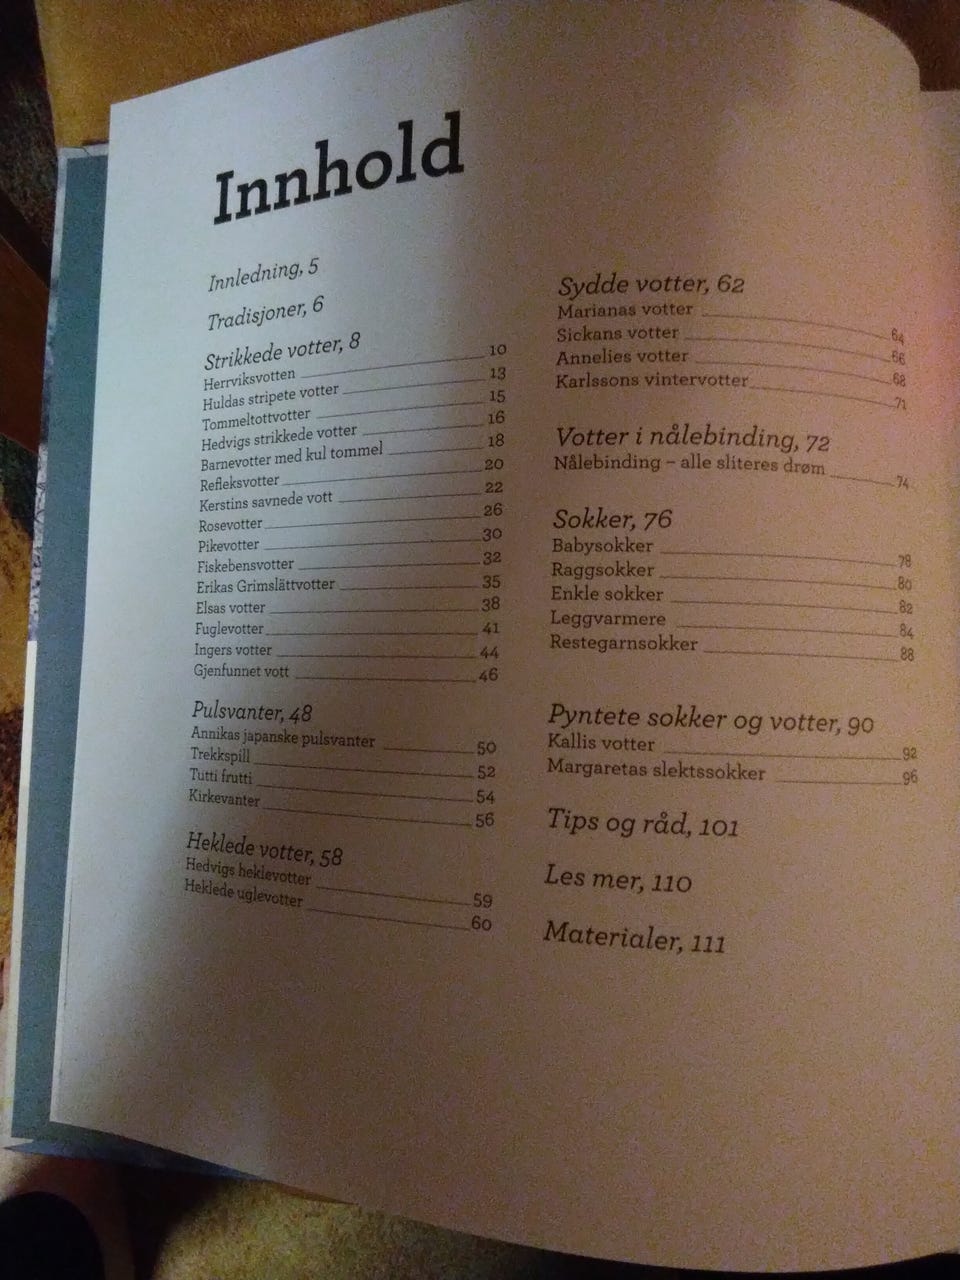 Innhold
Innledning, 5
Tradisjoner, 6
Strikkede votter, 8
Herrviksvotten 10
Huldas stripete votter 13
Tommeltottvotter 15
Hedvigs strikkede votter 16
Barnevotter med kul tommel 18
Refleksvotter 20
Kerstins savnede vott 22
Rosevotter 26
Pikevotter 30
Fiskebensvotter 32
Erikas Grimslättvotter 35
Elsas votter 38
Fuglevotter 41
Ingers votter 44
Gjenfunnet vott 46
Pulsvanter, 48
Annikas japanske pulsvanter 50
Trekkspill 52
Tutti frutti 54
Kirkevanter 56
Heklede votter, 58
Hedvigs heklevotter 59
Heklede uglevotter 60
Sydde votter, 62
Marianas votter 64
Sickans votter 66
Annelies votter 68
Karlssons vintervotter 71
Votter i nålebinding, 72
Nålebinding – alle sliteres drøm 74
Sokker, 76
Babysokker 78
Raggsokker 80
Enkle sokker 82
Leggvarmere 84
Restegarnsokker 88
Pyntete sokker og votter, 90
Kallis votter 92
Margaretas slektssokker 96
Tips og råd, 101
Les mer, 110
Materialer, 111